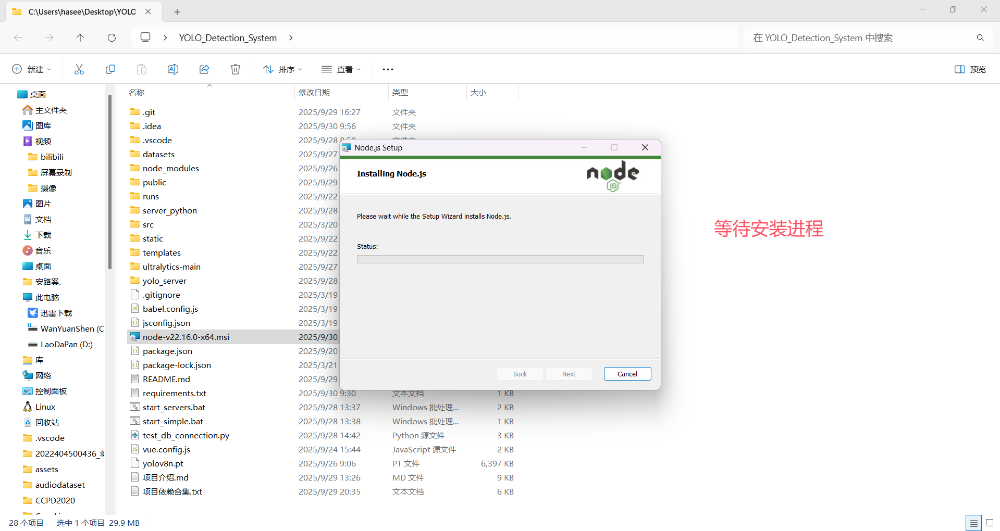 C:\Users\hasee\Desktop\YOLO
YOLO_Detection_System
在 YOLO_Detection_System 中搜索
新建
排序
查看
预览
桌面
主文件夹
图库
视频
bilibili
屏幕录制
摄像
图片
文档
下载
音乐
桌面
安路奚.
此电脑
迅雷下载
WanYuanShen (C
LaoDaPan (D:)
库
网络
控制面板
Linux
回收站
.vscode
2022404500436_
assets
audiodataset
CCPD2020
名称 修改日期 类型 大小
.git 2025/9/29 16:27 文件夹
.idea 2025/9/30 9:56 文件夹
.vscode 2025/9/28 8:50 文件夹
datasets 2025/9/27
node_modules 2025/9/26
public 2025/9/29
runs 2025/9/22
server_python 2025/9/28
src 2025/3/20
static 2025/9/22
templates 2025/9/22
ultralytics-main 2025/9/27
yolo_server 2025/9/28
.gitignore 2025/3/19
babel.config.js 2025/3/19
jsconfig.json 2025/3/19
node-v22.16.0-x64.msi 2025/9/30
package.json 2025/9/20
package-lock.json 2025/3/21
README.md 2025/9/29
requirements.txt 2025/9/30 9:30 文本文档 1 KB
start_servers.bat 2025/9/28 13:37 Windows 批处理... 2 KB
start_simple.bat 2025/9/28 13:38 Windows 批处理... 1 KB
test_db_connection.py 2025/9/28 14:42 Python 源文件 3 KB
vue.config.js 2025/9/24 15:44 JavaScript 源文件 2 KB
yolov8n.pt 2025/9/26 9:06 PT 文件 6,397 KB
项目介绍.md 2025/9/29 13:26 MD 文件 9 KB
项目依赖合集.txt 2025/9/29 20:35 文本文档 6 KB
Node.js Setup
Installing Node.js
node
JS
Please wait while the Setup Wizard installs Node.js.
Status:
Back Next Cancel
等待安装进程
28 个项目 选中 1 个项目 29.9 MB